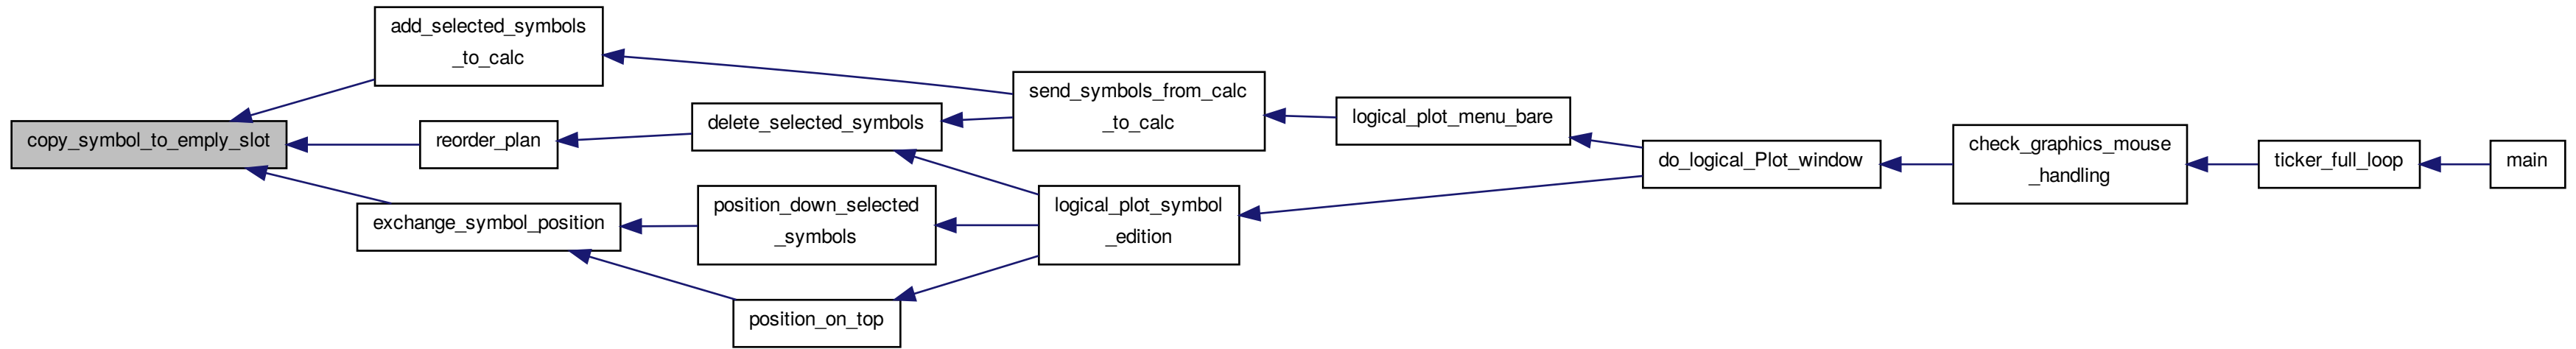 copy_symbol_to_emply_slot
add_selected_symbols
_to_calc
reorder_plan
exchange_symbol_position
delete_selected_symbols
position_down_selected
_symbols
position_on_top
send_symbols_from_calc
_to_calc
logical_plot_symbol
_edition
logical_plot_menu_bare
do_logical_Plot_window
check_graphics_mouse
_handling
ticker_full_loop
main